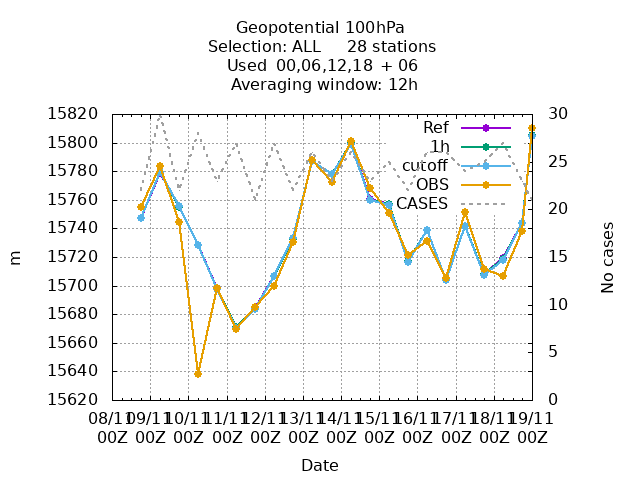 Geopotential 100hPa
Selection: ALL     28 stations
Used  00,06,12,18  + 06
Averaging window: 12h
15820
15800
15780
15760
15740
15720
15700
15680
15660
15640
15620
m
30
25
20
15
10
5
0
No cases
Ref
1h
cutoff
OBS
CASES
08/11 09/11 10/11 11/11 12/11 13/11 14/11 15/11 16/11 17/11 18/11 19/11
00Z 00Z 00Z 00Z 00Z 00Z 00Z 00Z 00Z 00Z 00Z 00Z
Date